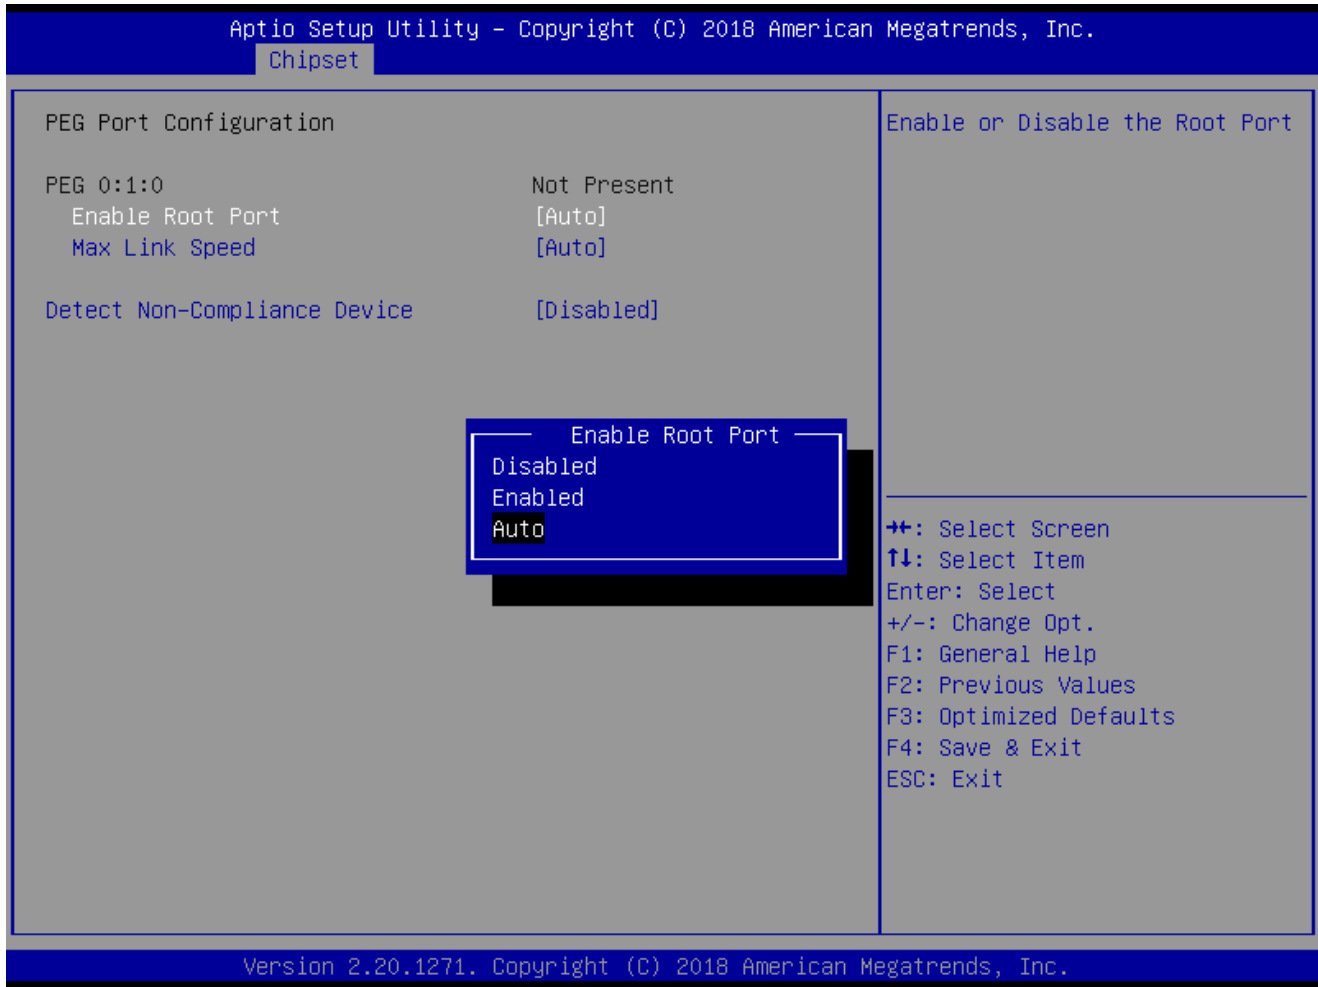 Aptio Setup Utility – Copyright (C) 2018 American Megatrends, Inc.
Chipset
PEG Port Configuration
PEG 0:1:0 Not Present
Enable Root Port [Auto]
Max Link Speed [Auto]
Detect Non-Compliance Device [Disabled]
Enable Root Port
Disabled
Enabled
Auto
Enable or Disable the Root Port
→←: Select Screen
↑↓: Select Item
Enter: Select
+/-: Change Opt.
F1: General Help
F2: Previous Values
F3: Optimized Defaults
F4: Save & Exit
ESC: Exit
Version 2.20.1271. Copyright (C) 2018 American Megatrends, Inc.